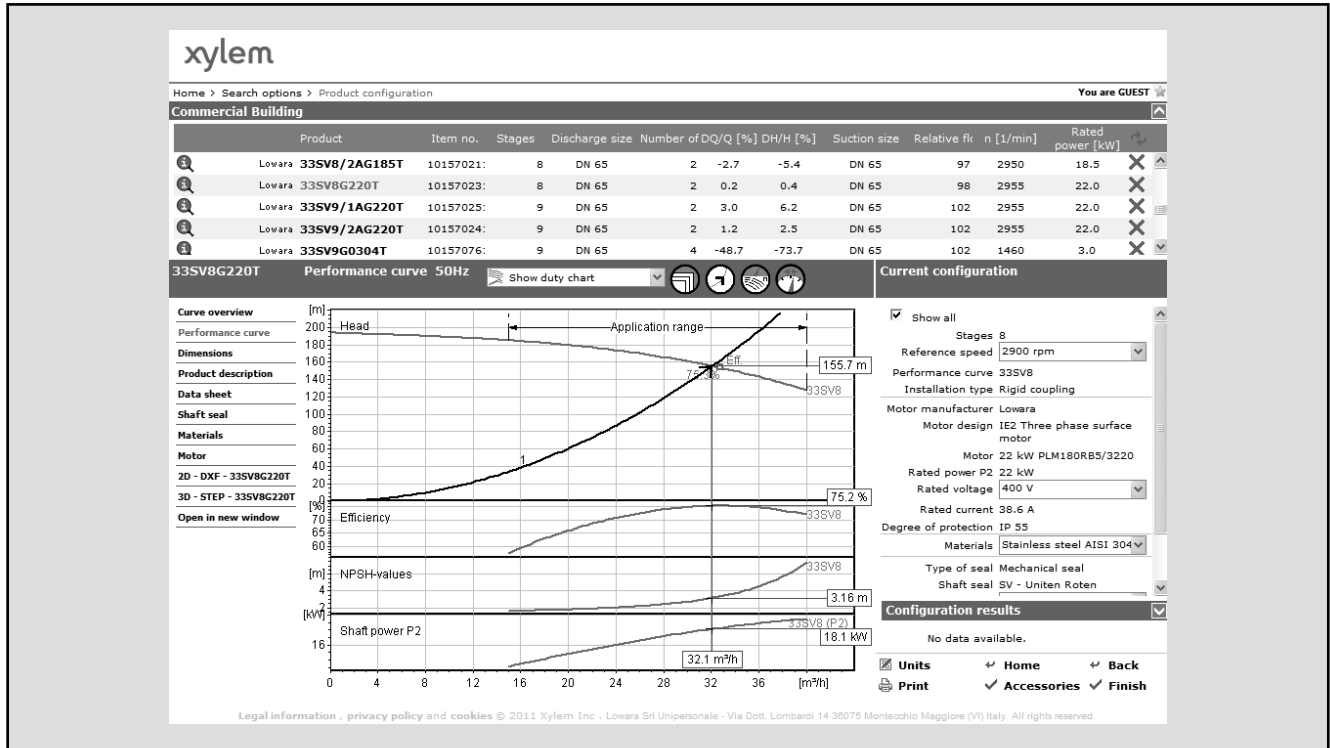 xylem
Home > Search options > Product configuration
You are GUEST
Commercial Building
Product Item no. Stages Discharge size Number of DQ/Q [%] DH/H [%] Suction size Relative flo n [1/min] Rated power [kW]
Lowara 33SV8/2AG185T 10157021: 8 DN 65 2 -2.7 -5.4 DN 65 97 2950 18.5
Lowara 33SV8G220T 10157023: 8 DN 65 2 0.2 0.4 DN 65 98 2955 22.0
Lowara 33SV9/1AG220T 10157025: 9 DN 65 2 3.0 6.2 DN 65 102 2955 22.0
Lowara 33SV9/2AG220T 10157024: 9 DN 65 2 1.2 2.5 DN 65 102 2955 22.0
Lowara 33SV9G0304T 10157076: 9 DN 65 4 -48.7 -73.7 DN 65 102 1460 3.0
33SV8G220T Performance curve 50Hz Show duty chart
Current configuration
Curve overview
Performance curve
Dimensions
Product description
Data sheet
Shaft seal
Materials
Motor
2D - DXF - 33SV8G220T
3D - STEP - 33SV8G220T
Open in new window
[m]
200
180
160
140
120
100
80
60
40
20
0
Head
Application range
Eff.
75.3%
155.7 m
33SV8
1
[%]
70
65
60
Efficiency
75.2 %
33SV8
[m]
4
2
NPSH-values
33SV8
3.16 m
[kW]
16
Shaft power P2
33SV8 (P2)
18.1 kW
32.1 m³/h
0 4 8 12 16 20 24 28 32 36 [m³/h]
Show all
Stages 8
Reference speed 2900 rpm
Performance curve 33SV8
Installation type Rigid coupling
Motor manufacturer Lowara
Motor design IE2 Three phase surface
motor
Motor 22 kW PLM180RB5/3220
Rated power P2 22 kW
Rated voltage 400 V
Rated current 38.6 A
Degree of protection IP 55
Materials Stainless steel AISI 304
Type of seal Mechanical seal
Shaft seal SV - Uniten Roten
Configuration results
No data available.
Units Home Back
Print Accessories Finish
Legal information , privacy policy and cookies © 2011 Xylem Inc . Lowara Srl Unipersonale - Via Dott. Lombardi 14 36075 Montecchio Maggiore (VI) Italy. All rights reserved.